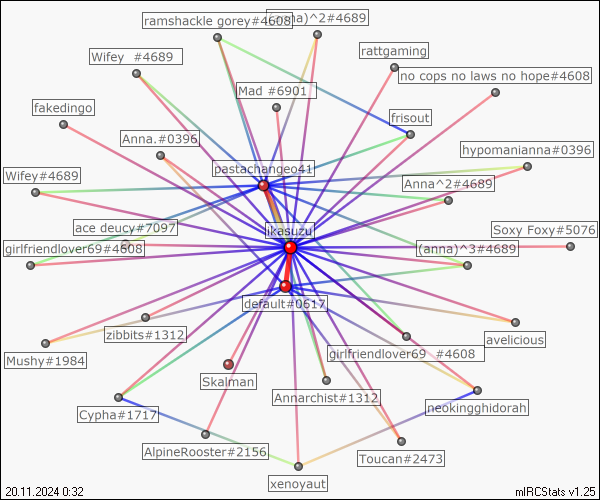 ramshackle gorey#4608
(anna)^2#4689
Wifey #4689
rattgaming
Mad #6901
no cops no laws no hope#4608
fakedingo
frisout
Anna.#0396
hypomanianna#0396
pastachangeo41
Wifey#4689
Anna^2#4689
ace deucy#7097
ikasuzu
Soxy Foxy#5076
girlfriendlover69#4608
(anna)^3#4689
default#0617
zibbits#1312
avelicious
Mushy#1984
girlfriendlover69 #4608
Skalman
Annarchist#1312
neokingghidorah
Cypha#1717
AlpineRooster#2156
Toucan#2473
xenoyaut
20.11.2024 0:32
mIRCStats v1.25